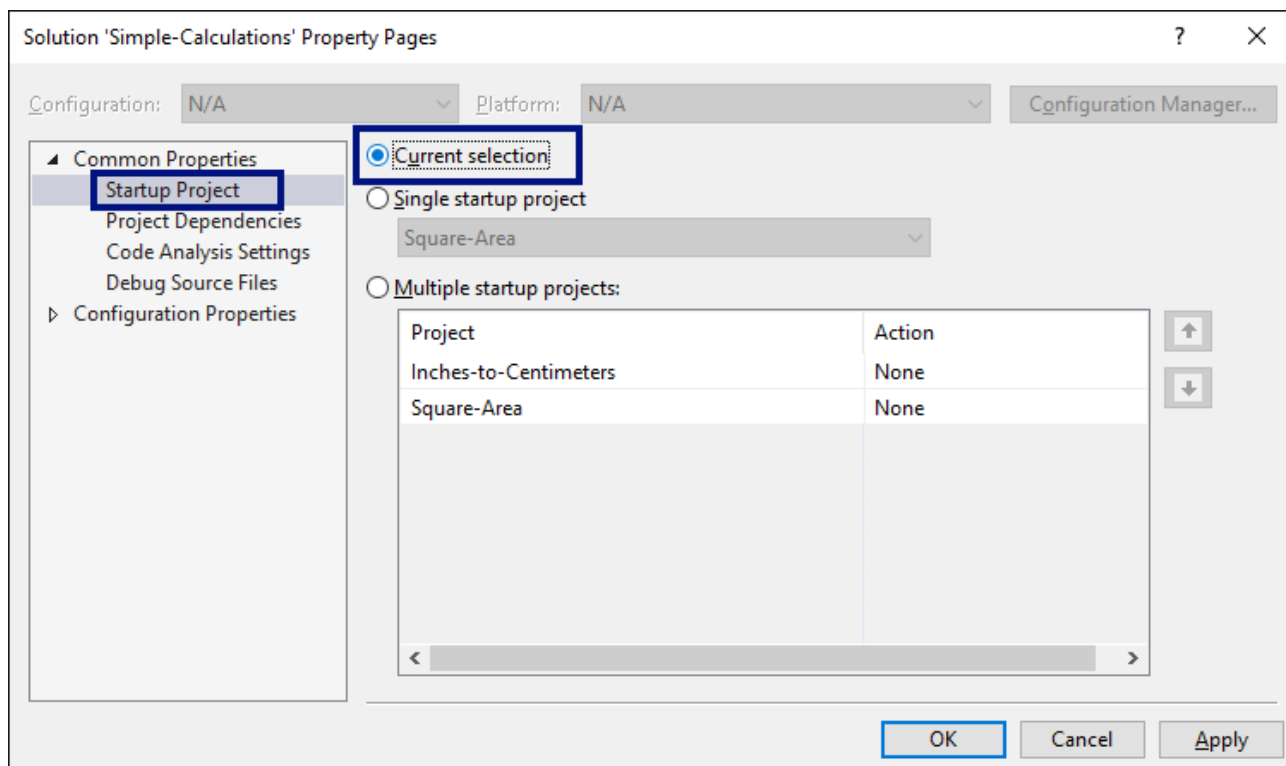 Solution 'Simple-Calculations' Property Pages ?
Configuration: N/A Platform: N/A Configuration Manager...
Common Properties
Startup Project
Project Dependencies
Code Analysis Settings
Debug Source Files
Configuration Properties
Current selection
Single startup project
Square-Area
Multiple startup projects:
Project Action
Inches-to-Centimeters None
Square-Area None
OK Cancel Apply